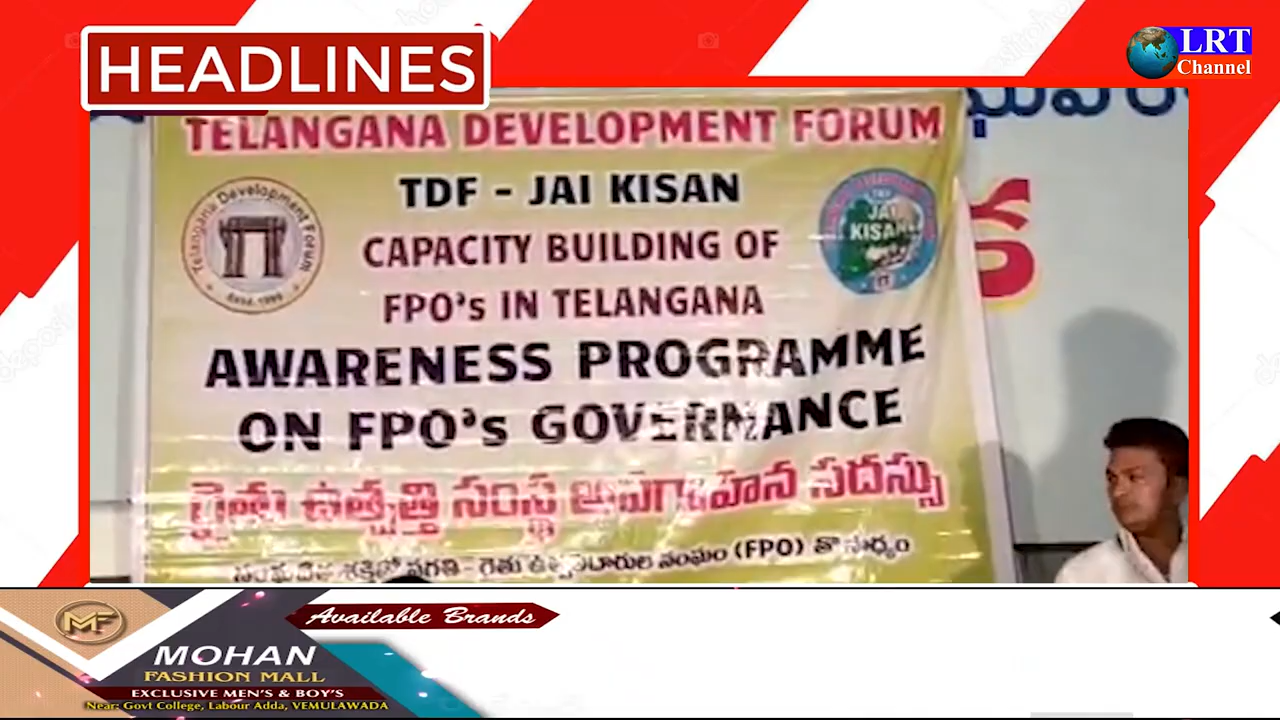 HEADLINES
LRT
Channel
TELANGANA DEVELOPMENT FORUM
TDF - JAI KISAN
Telangana Development Forum
Estd. 1999
JAI
KISAN
CAPACITY BUILDING OF
FPO's IN TELANGANA
AWARENESS PROGRAMME
ON FPO's GOVERNANCE
రైతు ఉత్పత్తి సంస్థ అవగాహన సదస్సు
(FPO) తో సాధ్యం
MF
Available Brands
MOHAN
FASHION MALL
EXCLUSIVE MEN'S & BOY'S
Near: Govt College, Labour Adda, VEMULAWADA